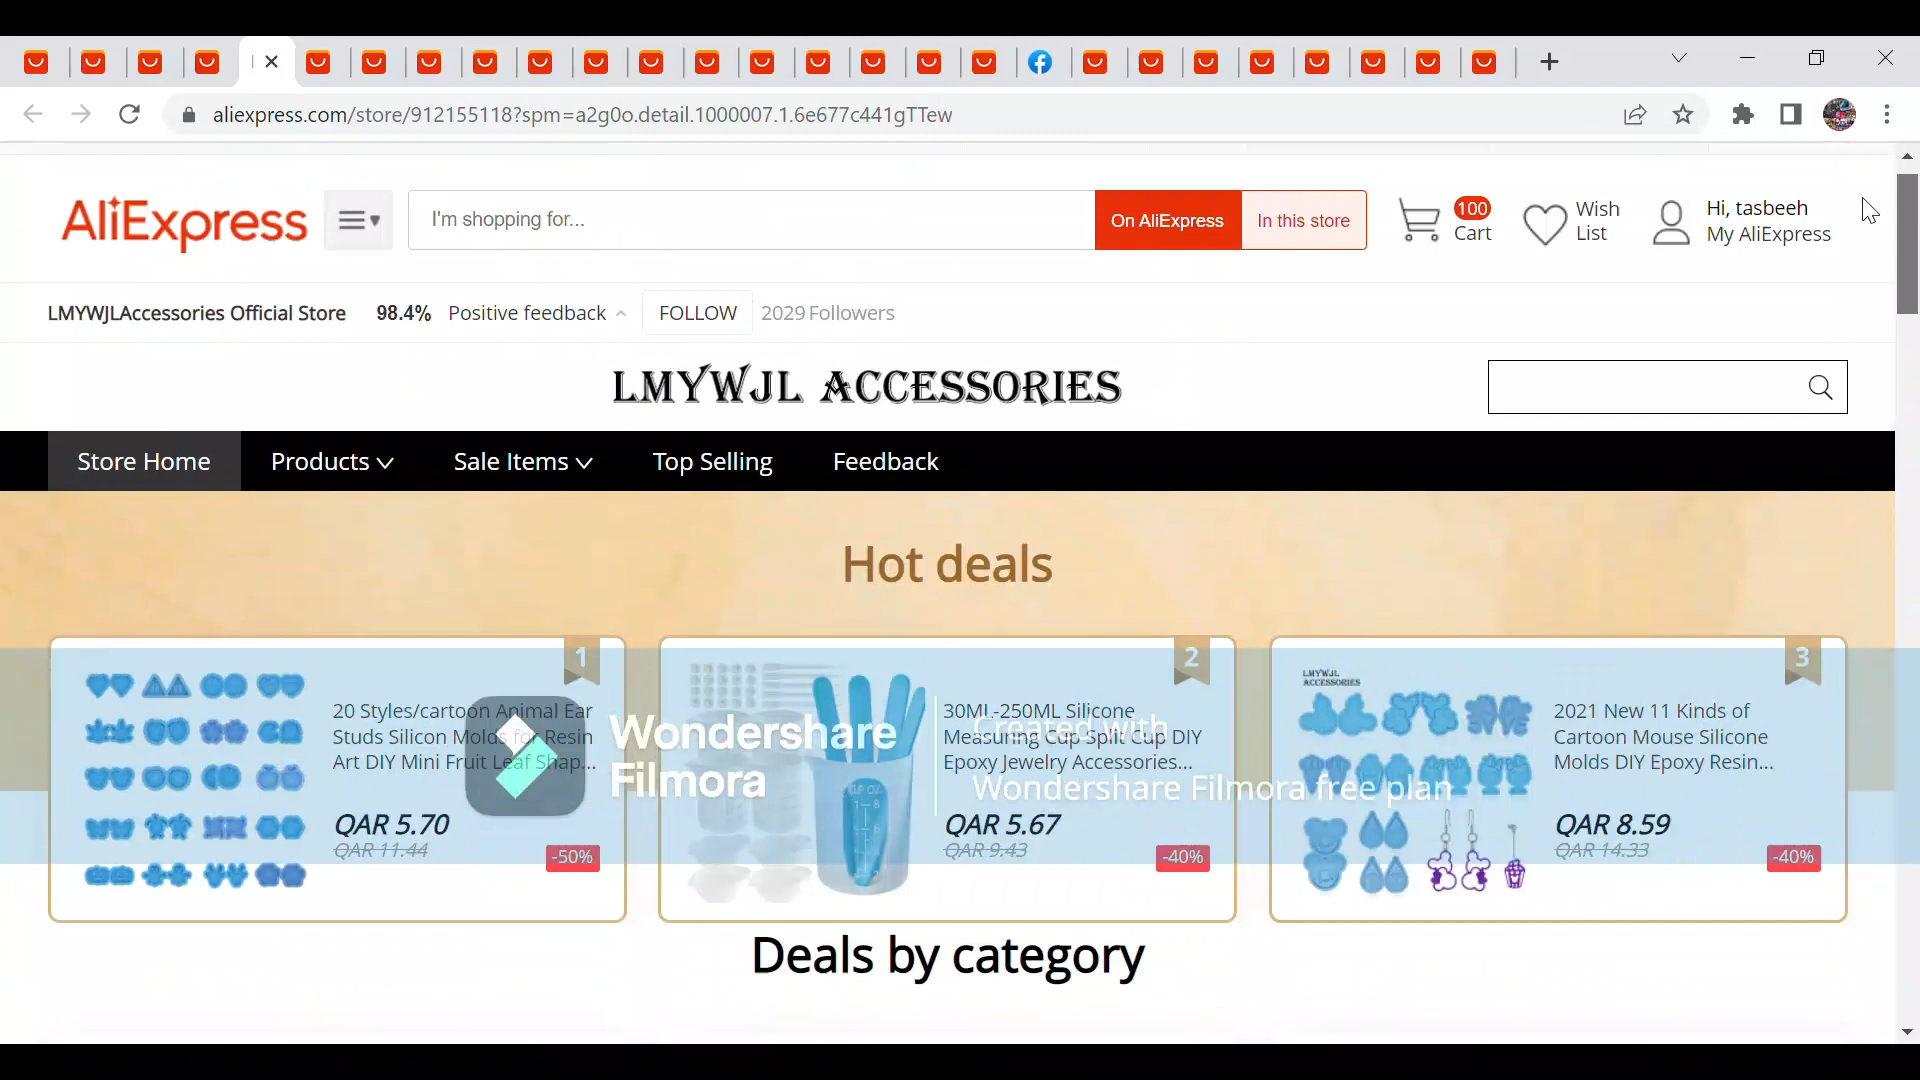 aliexpress.com/store/912155118?spm=a2g0o.detail.1000007.1.6e677c441gTTew
AliExpress
I'm shopping for...
On AliExpress
In this store
100
Cart
Wish
List
Hi, tasbeeh
My AliExpress
LMYWJLAccessories Official Store
98.4% Positive feedback
FOLLOW
2029 Followers
LMYWJL ACCESSORIES
Store Home
Products
Sale Items
Top Selling
Feedback
Hot deals
1
20 Styles/cartoon Animal Ear
Studs Silicon Molds for Resin
Art DIY Mini Fruit Leaf Shap...
QAR 5.70
QAR 11.44
-50%
2
30ML-250ML Silicone
Measuring Cup Split Cup DIY
Epoxy Jewelry Accessories...
QAR 5.67
QAR 9.43
-40%
3
LMYWJL
ACCESSORIES
2021 New 11 Kinds of
Cartoon Mouse Silicone
Molds DIY Epoxy Resin...
QAR 8.59
QAR 14.33
-40%
Wondershare
Filmora
Created with
Wondershare Filmora free plan
Deals by category